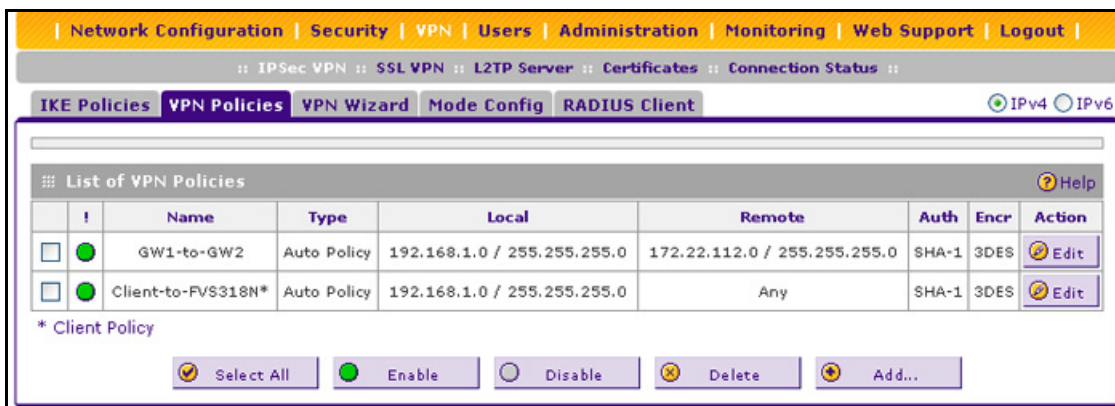 | Network Configuration | Security | VPN | Users | Administration | Monitoring | Web Support | Logout |
:: IPSec VPN :: SSL VPN :: L2TP Server :: Certificates :: Connection Status ::
IKE Policies VPN Policies VPN Wizard Mode Config RADIUS Client IPv4 IPv6
List of VPN Policies Help
! Name Type Local Remote Auth Encr Action
GW1-to-GW2 Auto Policy 192.168.1.0 / 255.255.255.0 172.22.112.0 / 255.255.255.0 SHA-1 3DES Edit
Client-to-FVS318N* Auto Policy 192.168.1.0 / 255.255.255.0 Any SHA-1 3DES Edit
* Client Policy
Select All Enable Disable Delete Add...